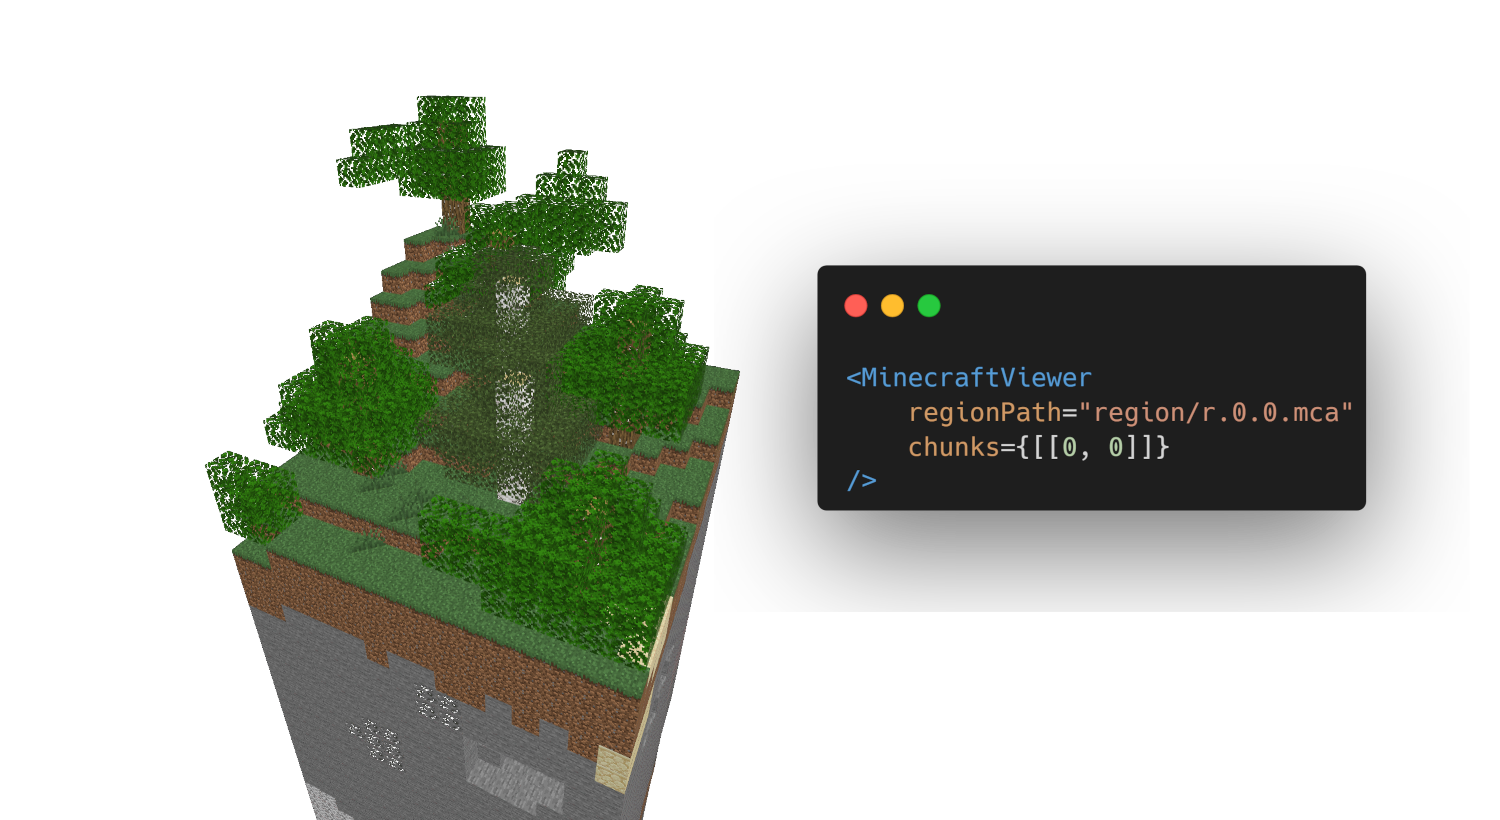 <MinecraftViewer
regionPath="region/r.0.0.mca"
chunks={[[0, 0]]}
/>